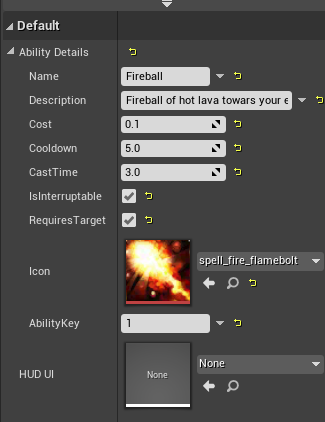 Default
Ability Details
Name Fireball
Description Fireball of hot lava towars your e
Cost 0.1
Cooldown 5.0
CastTime 3.0
IsInterruptable
RequiresTarget
Icon spell_fire_flamebolt
AbilityKey 1
HUD UI None None